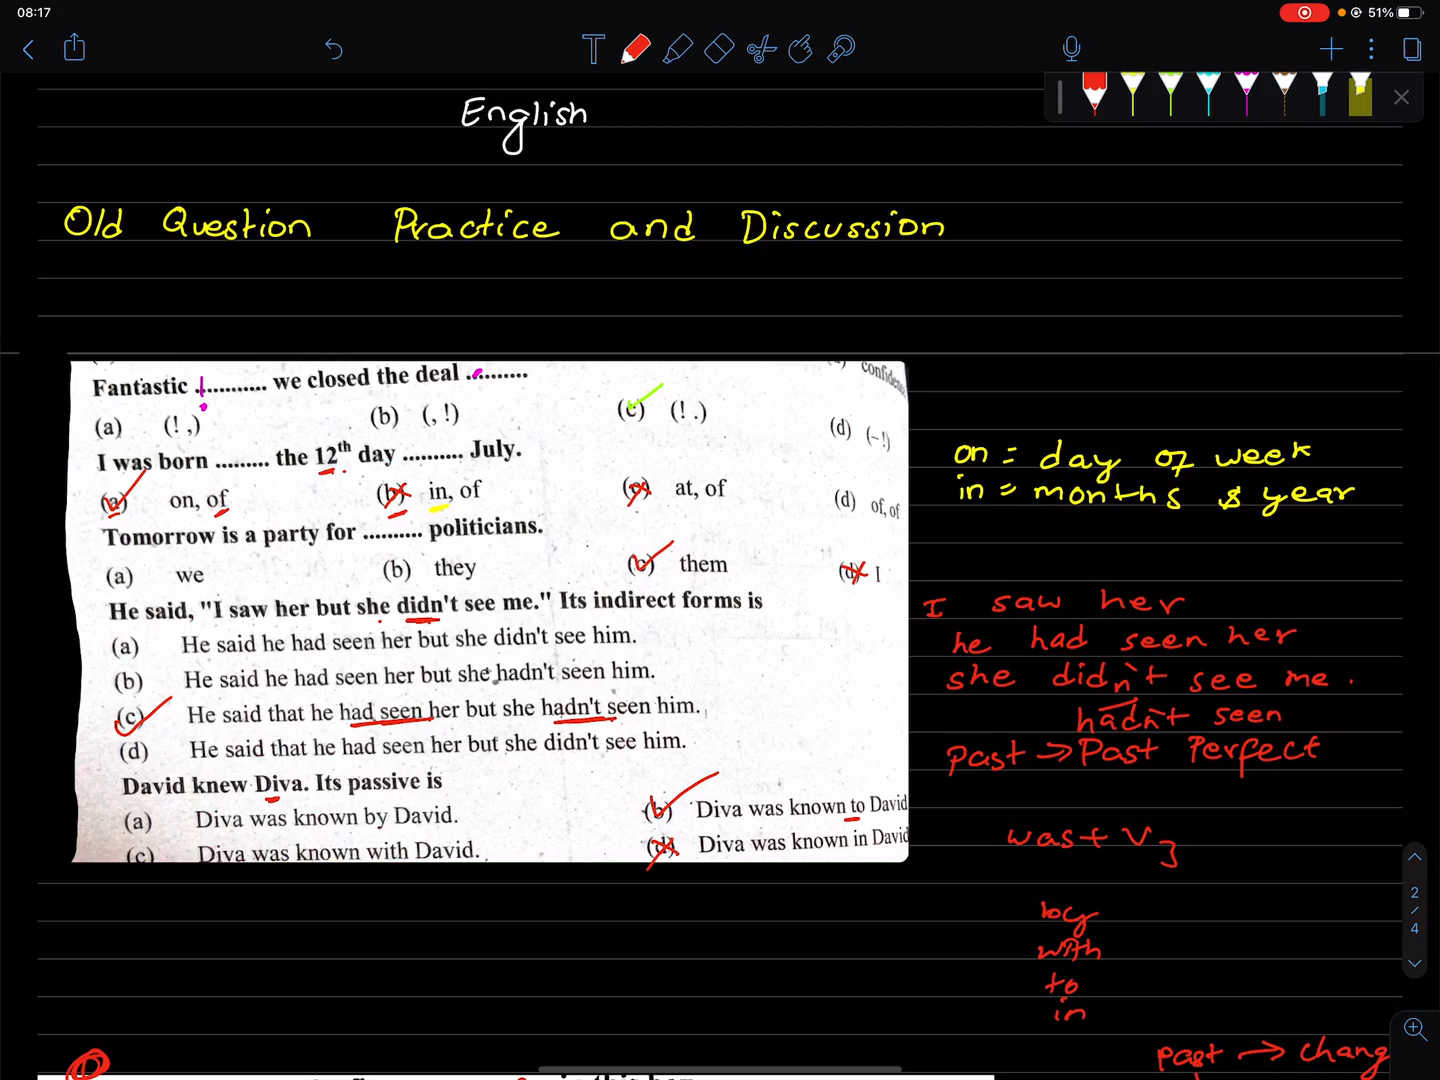 08:17
51%
English
Old Question Practice and Discussion
Fantastic ........... we closed the deal ..........
(a) (! ,) (b) (, !) (c) (! .) (d) (–!)
I was born ......... the 12th day .......... July.
(a) on, of (b) in, of (c) at, of (d) of, of
Tomorrow is a party for .......... politicians.
(a) we (b) they (c) them (d) I
He said, "I saw her but she didn't see me." Its indirect forms is
(a) He said he had seen her but she didn't see him.
(b) He said he had seen her but she hadn't seen him.
(c) He said that he had seen her but she hadn't seen him.
(d) He said that he had seen her but she didn't see him.
David knew Diva. Its passive is
(a) Diva was known by David. (b) Diva was known to David
(c) Diva was known with David. (d) Diva was known in David
on = day of week
in = months & year
I saw her
he had seen her
she didn't see me.
hadn't seen
past → Past Perfect
was + V3
by
with
to
in
past → chang
2
/
4